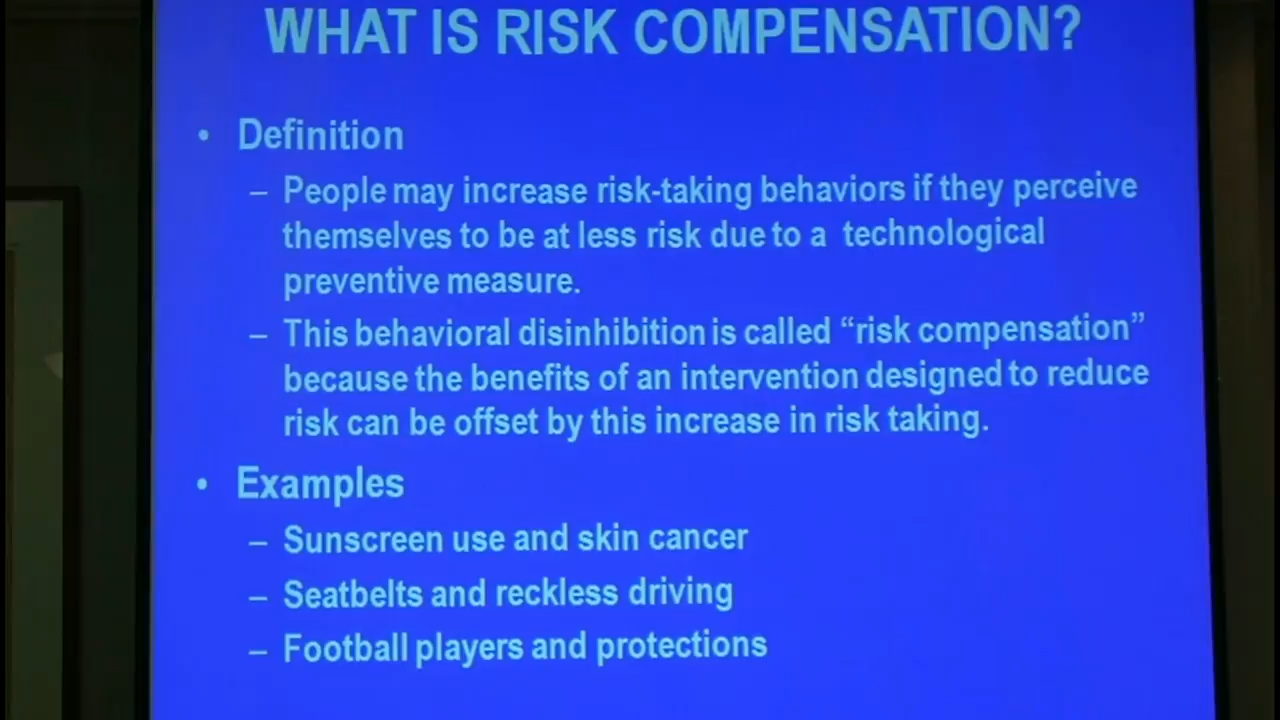 WHAT IS RISK COMPENSATION?
• Definition
– People may increase risk-taking behaviors if they perceive
themselves to be at less risk due to a technological
preventive measure.
– This behavioral disinhibition is called “risk compensation”
because the benefits of an intervention designed to reduce
risk can be offset by this increase in risk taking.
• Examples
– Sunscreen use and skin cancer
– Seatbelts and reckless driving
– Football players and protections